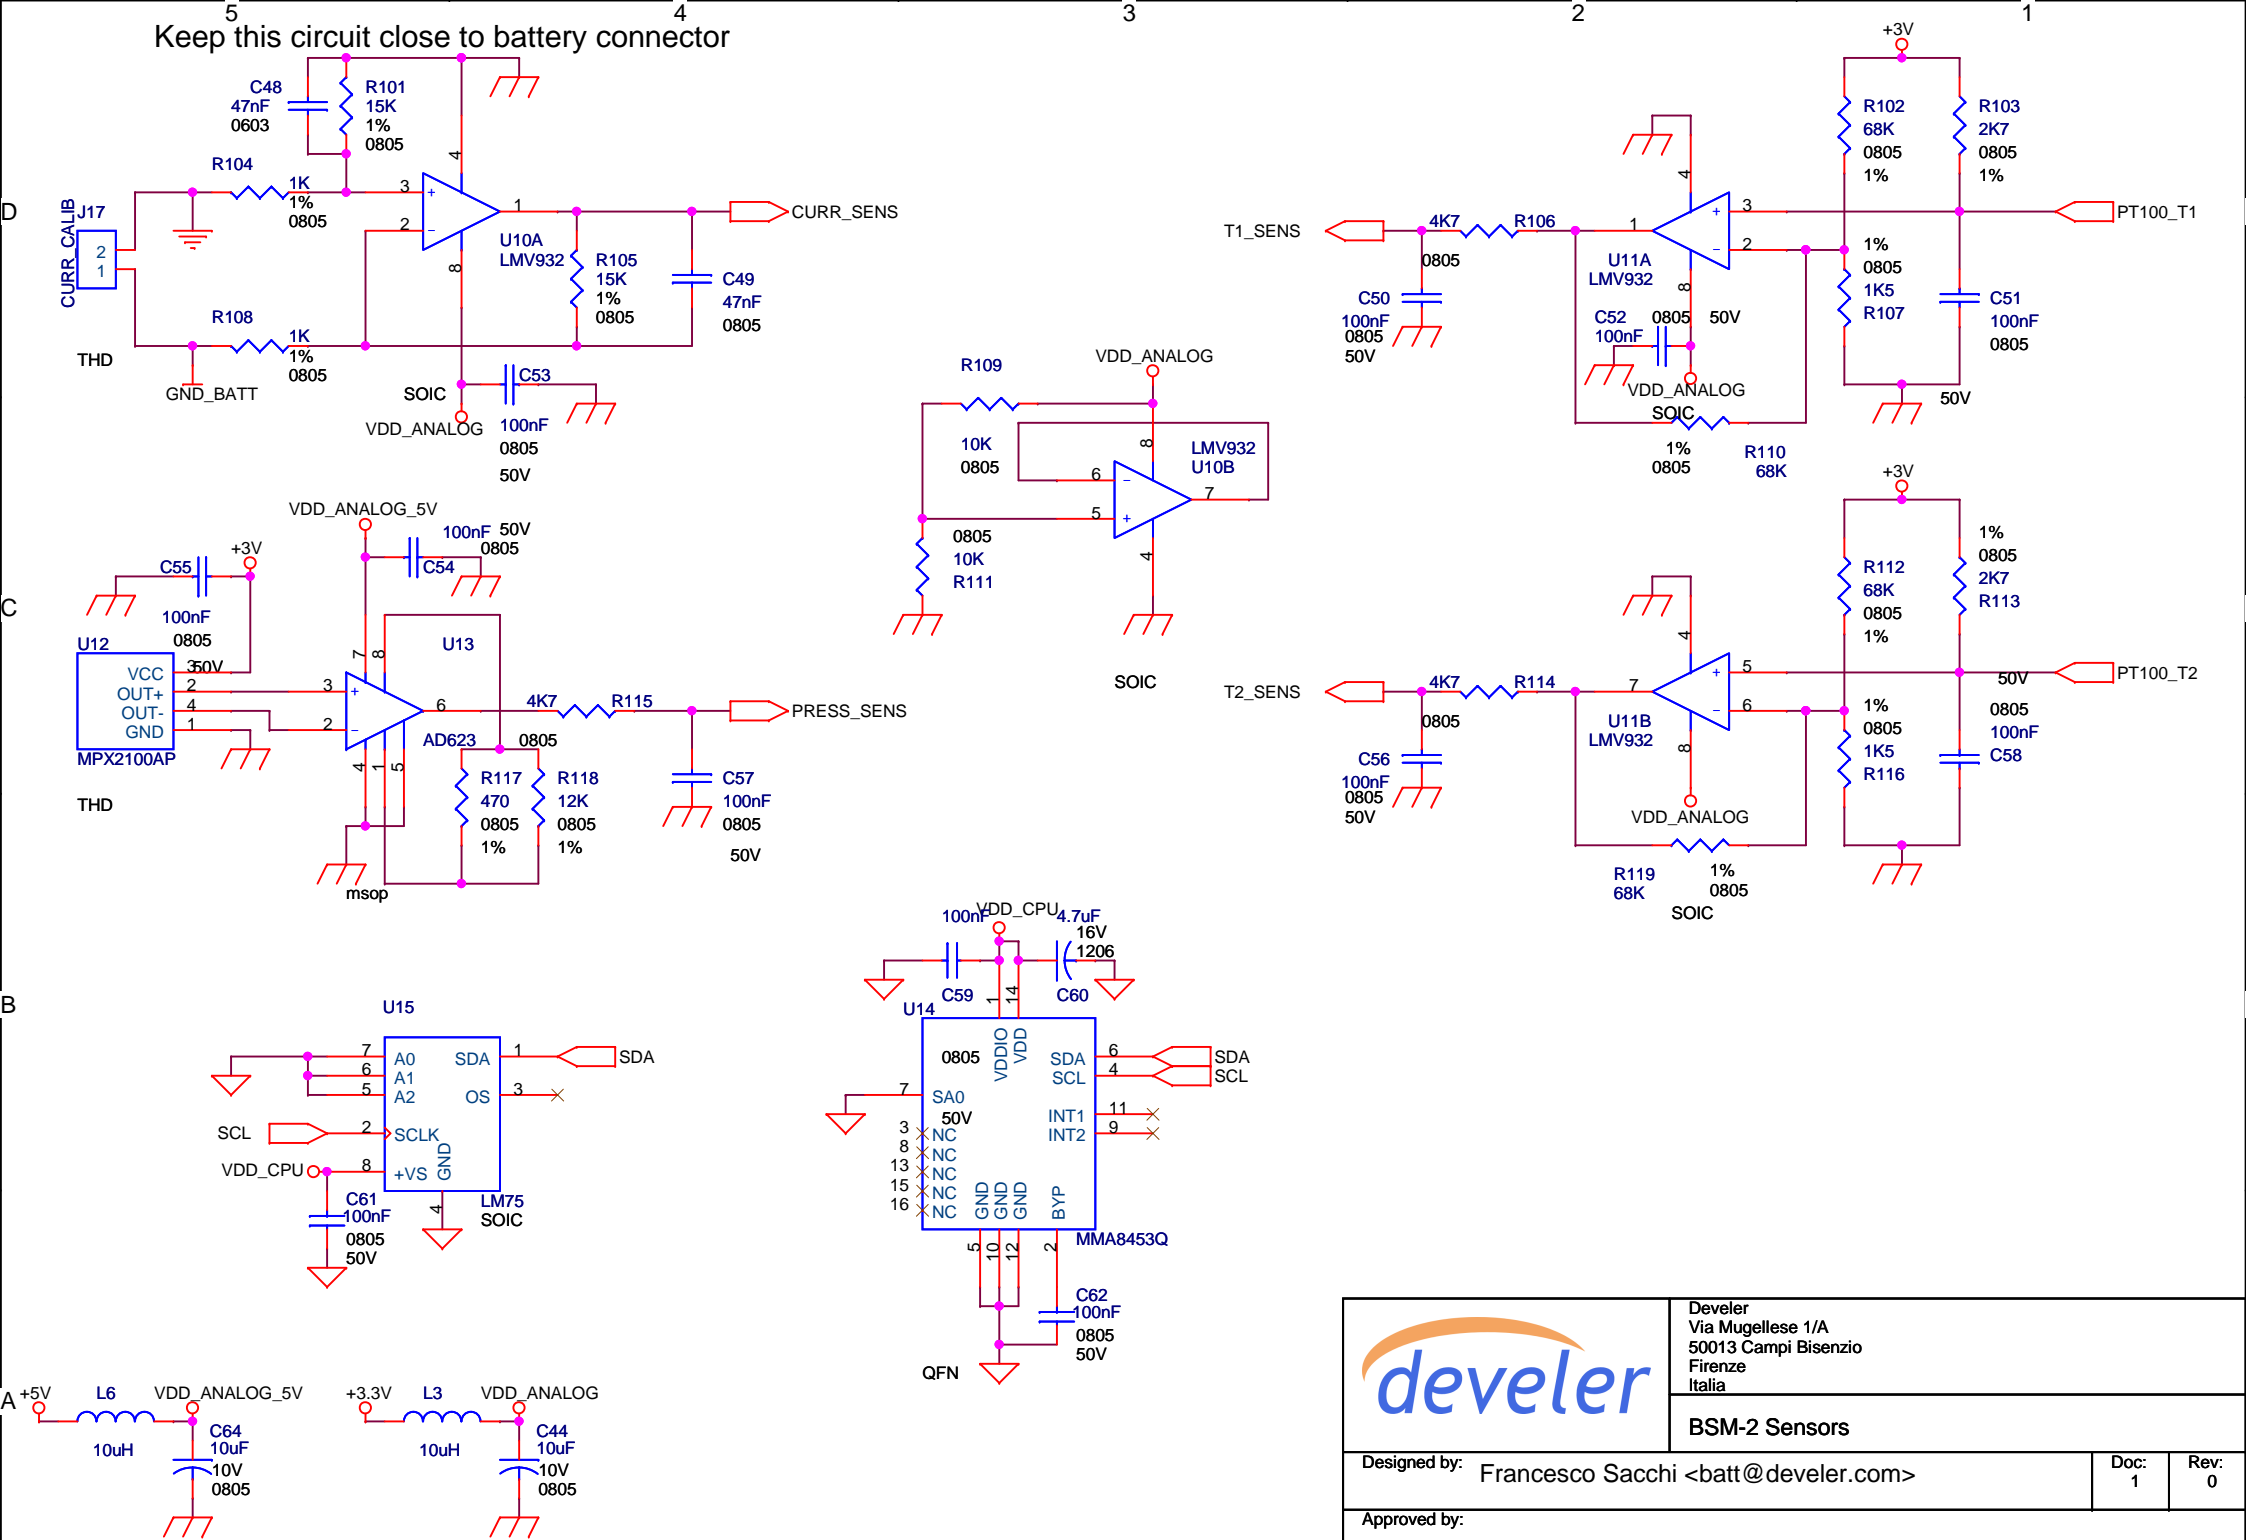 5
4
3
2
1
Keep this circuit close to battery connector
D
C
B
A
C48
47nF
0603
R101
15K
1%
0805
R104
1K
1%
0805
J17
CURR_CALIB
2
1
THD
R108
1K
1%
0805
GND_BATT
3
2
4
8
1
+
−
U10A
LMV932
SOIC
VDD_ANALOG
C53
100nF
0805
50V
R105
15K
1%
0805
C49
47nF
0805
CURR_SENS
VDD_ANALOG
R109
10K
0805
LMV932
U10B
8
6
5
7
4
−
+
0805
10K
R111
SOIC
+3V
R102
68K
0805
1%
R103
2K7
0805
1%
PT100_T1
T1_SENS
4K7
R106
0805
C50
100nF
0805
50V
4
3
2
1
8
+
−
U11A
LMV932
C52
100nF
0805
50V
VDD_ANALOG
SOIC
1%
0805
R110
68K
1%
0805
1K5
R107
C51
100nF
0805
50V
+3V
R112
68K
0805
1%
1%
0805
2K7
R113
PT100_T2
50V
0805
100nF
C58
T2_SENS
4K7
R114
0805
C56
100nF
0805
50V
4
5
6
7
8
+
−
U11B
LMV932
VDD_ANALOG
R119
68K
1%
0805
SOIC
1%
0805
1K5
R116
VDD_ANALOG_5V
100nF
50V
0805
C54
+3V
C55
100nF
0805
50V
U12
VCC
OUT+
OUT-
GND
3
2
4
1
MPX2100AP
THD
U13
7
8
3
2
6
4
1
5
+
−
AD623
msop
4K7
R115
0805
PRESS_SENS
R117
470
0805
1%
R118
12K
0805
1%
C57
100nF
0805
50V
U15
7
6
5
2
8
A0
A1
A2
SCLK
+VS
GND
SDA
OS
1
3
4
SDA
SCL
VDD_CPU
LM75
SOIC
C61
100nF
0805
50V
VDD_CPU
100nF
C59
4.7uF
16V
1206
C60
U14
1
14
VDDIO
VDD
0805
50V
SDA
SCL
INT1
INT2
6
4
11
9
SDA
SCL
7
SA0
3
8
13
15
16
NC
NC
NC
NC
NC
GND
GND
GND
BYP
5
10
12
2
MMA8453Q
C62
100nF
0805
50V
QFN
+5V
L6
10uH
VDD_ANALOG_5V
C64
10uF
10V
0805
+3.3V
L3
10uH
VDD_ANALOG
C44
10uF
10V
0805
develer
Develer
Via Mugellese 1/A
50013 Campi Bisenzio
Firenze
Italia
BSM-2 Sensors
Designed by: Francesco Sacchi <batt@develer.com>
Doc:
1
Rev:
0
Approved by: